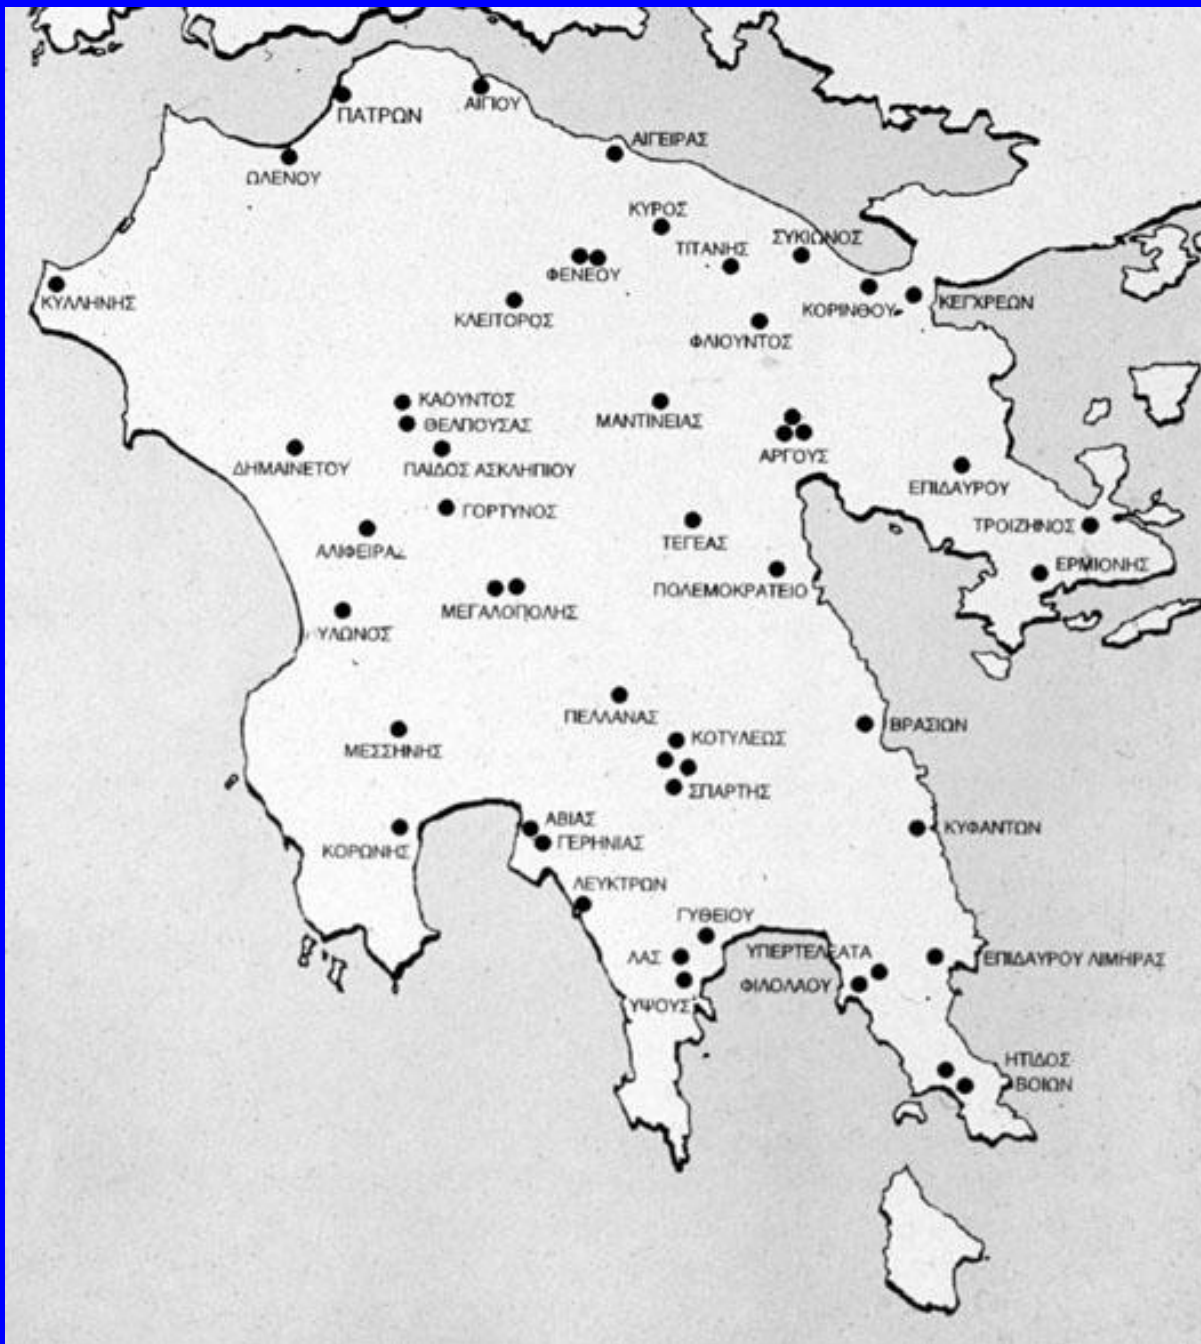 ΠΑΤΡΩΝ
ΑΙΓΙΟΥ
ΑΙΓΕΙΡΑΣ
ΩΛΕΝΟΥ
ΚΥΡΟΣ
ΤΙΤΑΝΗΣ
ΣΥΚΙΩΝΟΣ
ΦΕΝΕΟΥ
ΚΥΛΛΗΝΗΣ
ΚΛΕΙΤΟΡΟΣ
ΚΟΡΙΝΘΟΥ
ΚΕΓΧΡΕΩΝ
ΦΛΙΟΥΝΤΟΣ
ΚΑΟΥΝΤΟΣ
ΘΕΛΠΟΥΣΑΣ
ΜΑΝΤΙΝΕΙΑΣ
ΔΗΜΑΙΝΕΤΟΥ
ΠΑΙΔΟΣ ΑΣΚΛΗΠΙΟΥ
ΑΡΓΟΥΣ
ΕΠΙΔΑΥΡΟΥ
ΓΟΡΤΥΝΟΣ
ΤΡΟΙΖΗΝΟΣ
ΑΛΙΦΕΙΡΑΣ
ΤΕΓΕΑΣ
ΕΡΜΙΟΝΗΣ
ΠΟΛΕΜΟΚΡΑΤΕΙΟ
ΜΕΓΑΛΟΠΟΛΗΣ
ΥΛΩΝΟΣ
ΠΕΛΛΑΝΑΣ
ΒΡΑΣΙΩΝ
ΚΟΤΥΛΕΩΣ
ΜΕΣΣΗΝΗΣ
ΣΠΑΡΤΗΣ
ΑΒΙΑΣ
ΓΕΡΗΝΙΑΣ
ΚΥΦΑΝΤΩΝ
ΚΟΡΩΝΗΣ
ΛΕΥΚΤΡΩΝ
ΓΥΘΕΙΟΥ
ΛΑΣ
ΥΠΕΡΤΕΛΕΑΤΑ
ΕΠΙΔΑΥΡΟΥ ΛΙΜΗΡΑΣ
ΦΙΛΟΛΑΟΥ
ΥΨΟΥΣ
ΗΤΙΔΟΣ
ΒΟΙΩΝ